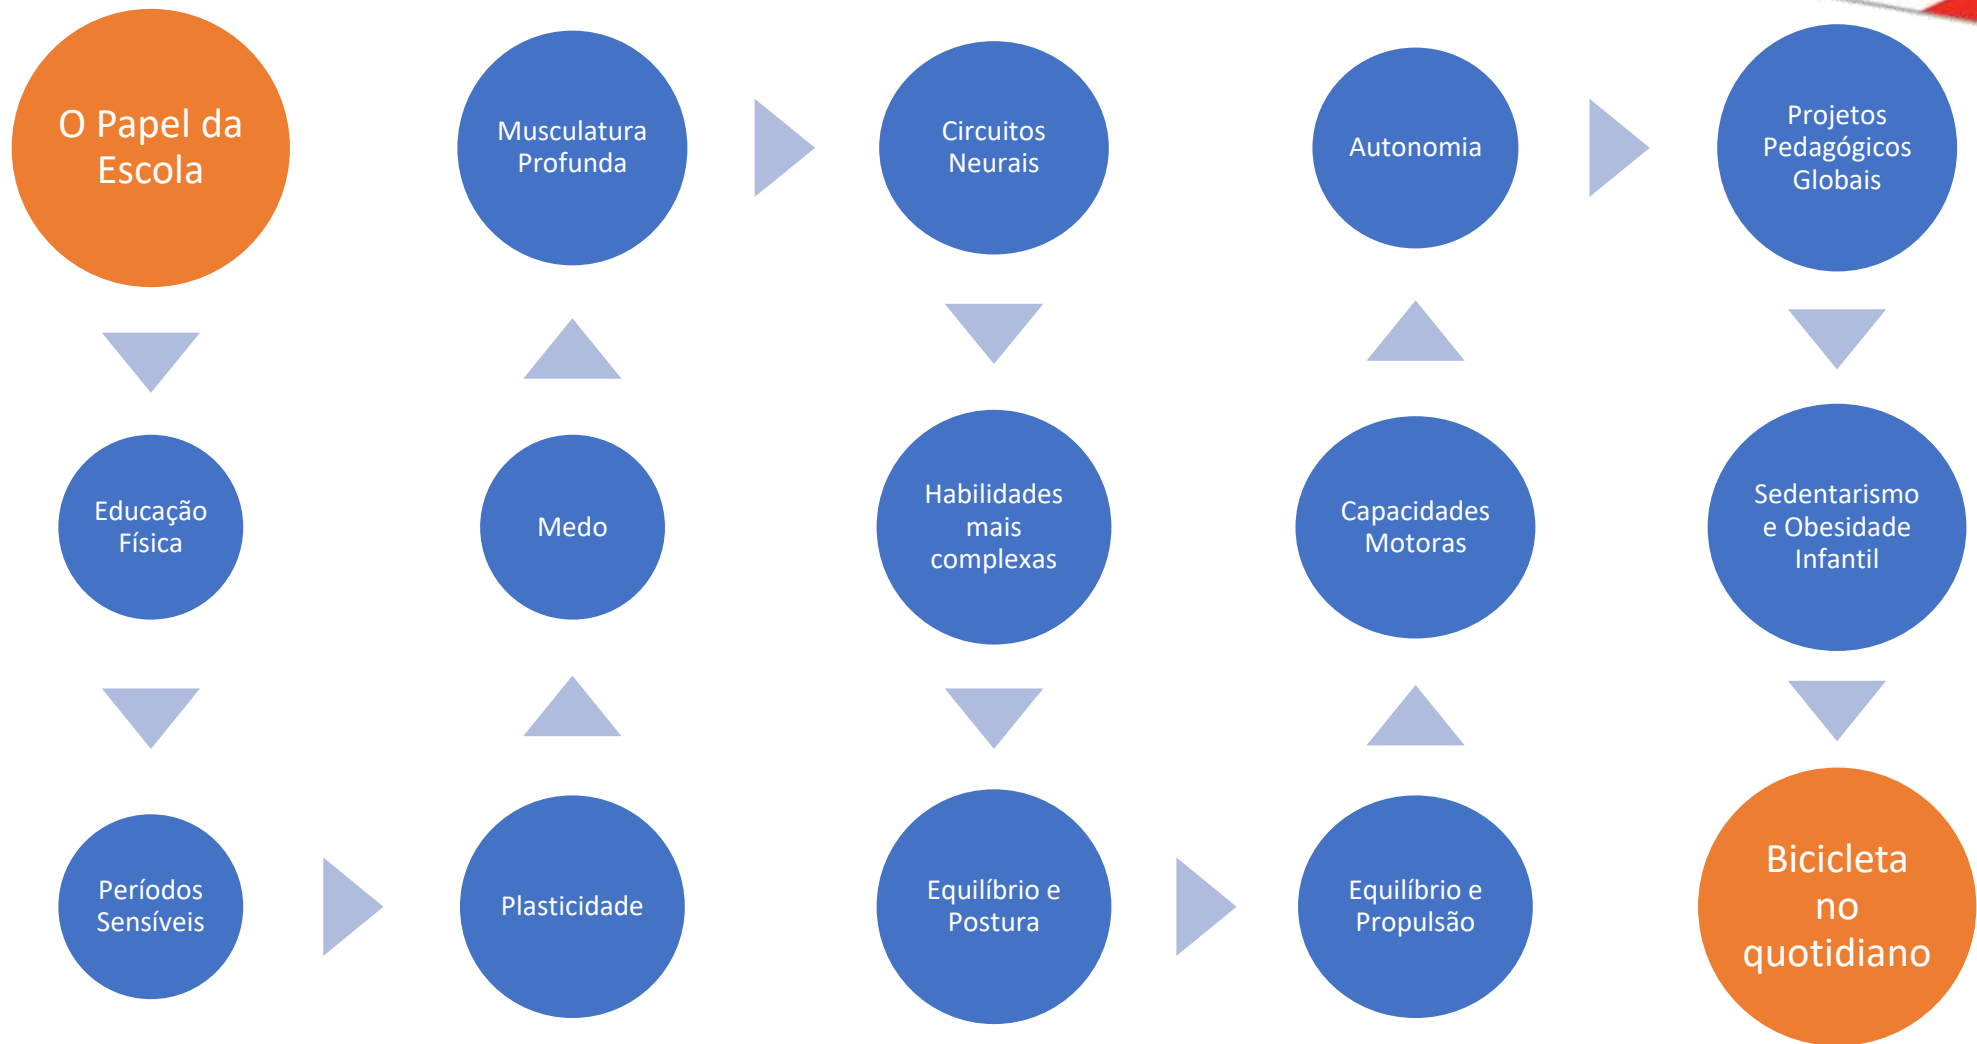 O Papel da
Escola
Educação
Física
Períodos
Sensíveis
Plasticidade
Medo
Musculatura
Profunda
Circuitos
Neurais
Habilidades
mais
complexas
Equilíbrio e
Postura
Equilíbrio e
Propulsão
Capacidades
Motoras
Autonomia
Projetos
Pedagógicos
Globais
Sedentarismo
e Obesidade
Infantil
Bicicleta
no
quotidiano